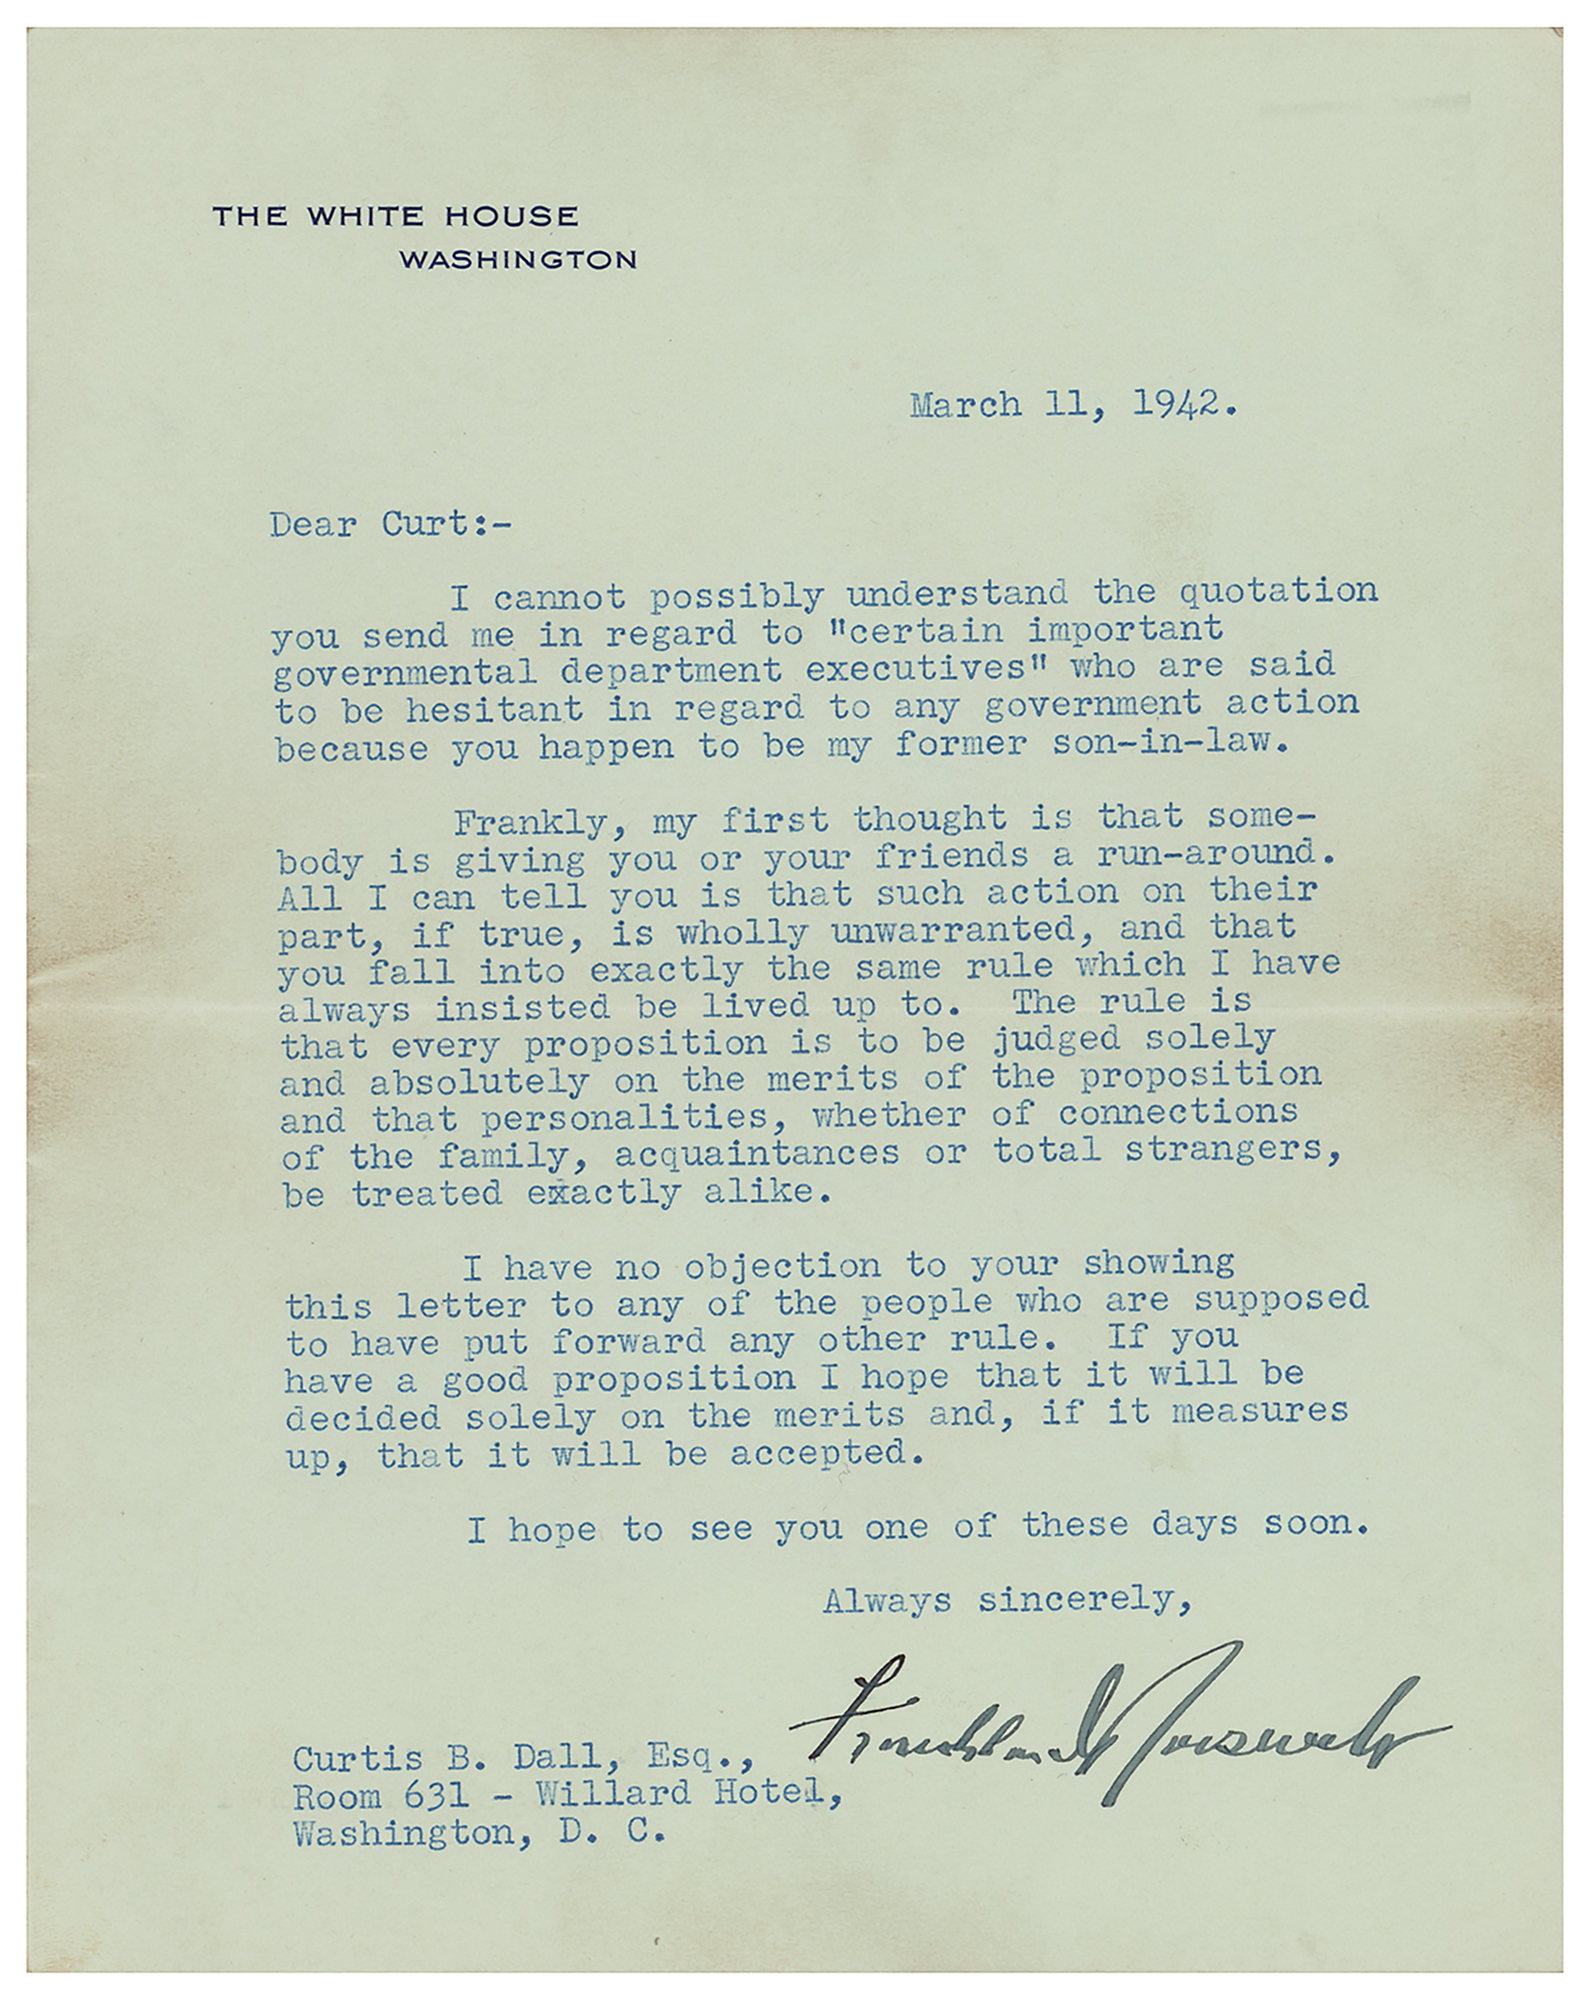 THE WHITE HOUSE
WASHINGTON
March 11, 1942.
Dear Curt:-
I cannot possibly understand the quotation
you send me in regard to "certain important
governmental department executives" who are said
to be hesitant in regard to any government action
because you happen to be my former son-in-law.
Frankly, my first thought is that some-
body is giving you or your friends a run-around.
All I can tell you is that such action on their
part, if true, is wholly unwarranted, and that
you fall into exactly the same rule which I have
always insisted be lived up to. The rule is
that every proposition is to be judged solely
and absolutely on the merits of the proposition
and that personalities, whether of connections
of the family, acquaintances or total strangers,
be treated exactly alike.
I have no objection to your showing
this letter to any of the people who are supposed
to have put forward any other rule. If you
have a good proposition I hope that it will be
decided solely on the merits and, if it measures
up, that it will be accepted.
I hope to see you one of these days soon.
Always sincerely,
Franklin D Roosevelt
Curtis B. Dall, Esq.,
Room 631 - Willard Hotel,
Washington, D. C.